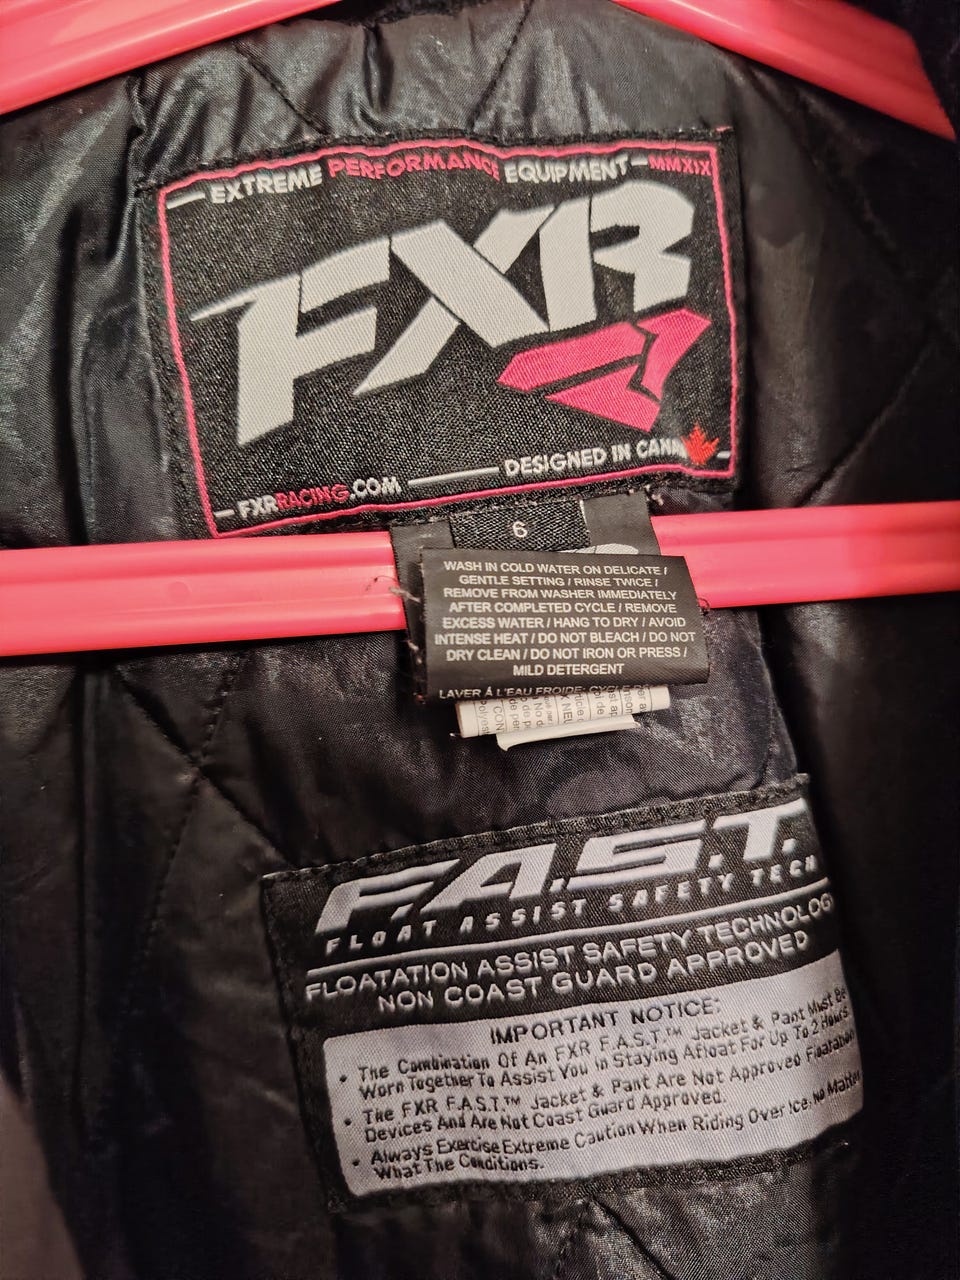 EXTREME PERFORMANCE EQUIPMENT MMXIX
FXR
DESIGNED IN CANA
FXRRACING.COM
6
WASH IN COLD WATER ON DELICATE /
GENTLE SETTING / RINSE TWICE /
REMOVE FROM WASHER IMMEDIATELY
AFTER COMPLETED CYCLE / REMOVE
EXCESS WATER / HANG TO DRY / AVOID
INTENSE HEAT / DO NOT BLEACH / DO NOT
DRY CLEAN / DO NOT IRON OR PRESS /
MILD DETERGENT
LAVER À L'EAU FROIDE
F.A.S.T.
FLOAT ASSIST SAFETY TECH
FLOATATION ASSIST SAFETY TECHNOLOGY
NON COAST GUARD APPROVED
IMPORTANT NOTICE:
• The Combination Of An FXR F.A.S.T.™ Jacket & Pant Must Be
Worn Together To Assist You in Staying Afloat For Up To 2 Hours
• The FXR F.A.S.T.™ Jacket & Pant Are Not Approved Floatation
Devices And Are Not Coast Guard Approved.
• Always Exercise Extreme Caution When Riding Over Ice, No Matter
What The Conditions.